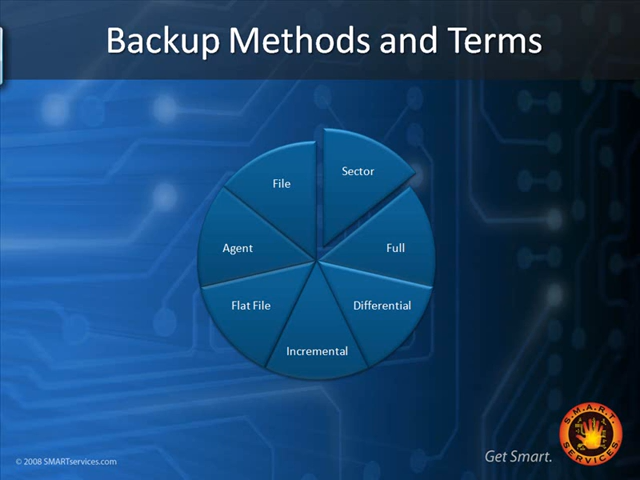 Backup Methods and Terms
Sector
File
Agent
Full
Flat File
Differential
Incremental
S.M.A.R.T.
SERVICES
Get Smart.
© 2008 SMARTservices.com